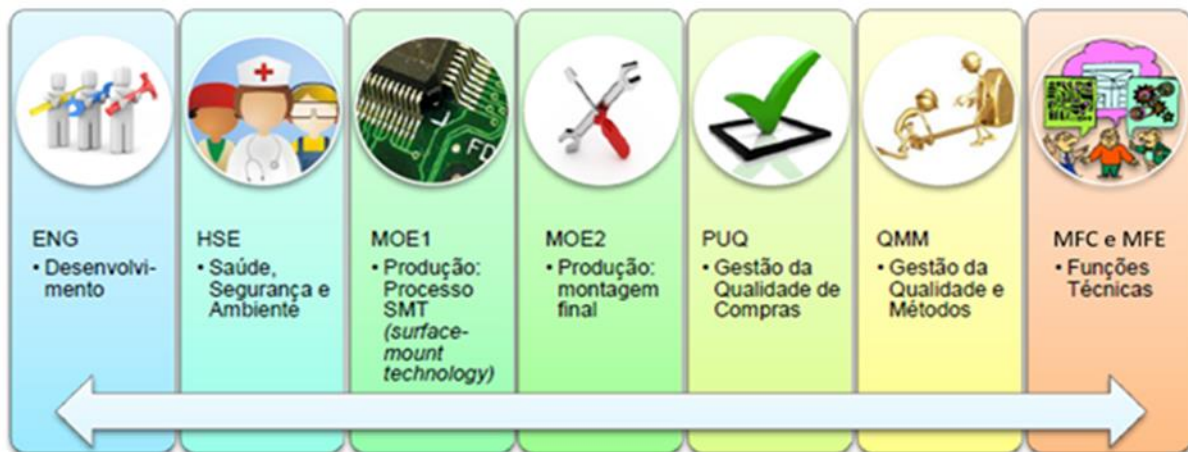 ENG
• Desenvolvi-
mento
HSE
• Saúde,
Segurança e
Ambiente
MOE1
• Produção:
Processo
SMT
(surface-
mount
technology)
MOE2
• Produção:
montagem
final
PUQ
• Gestão da
Qualidade de
Compras
QMM
• Gestão da
Qualidade e
Métodos
MFC e MFE
• Funções
Técnicas
FD